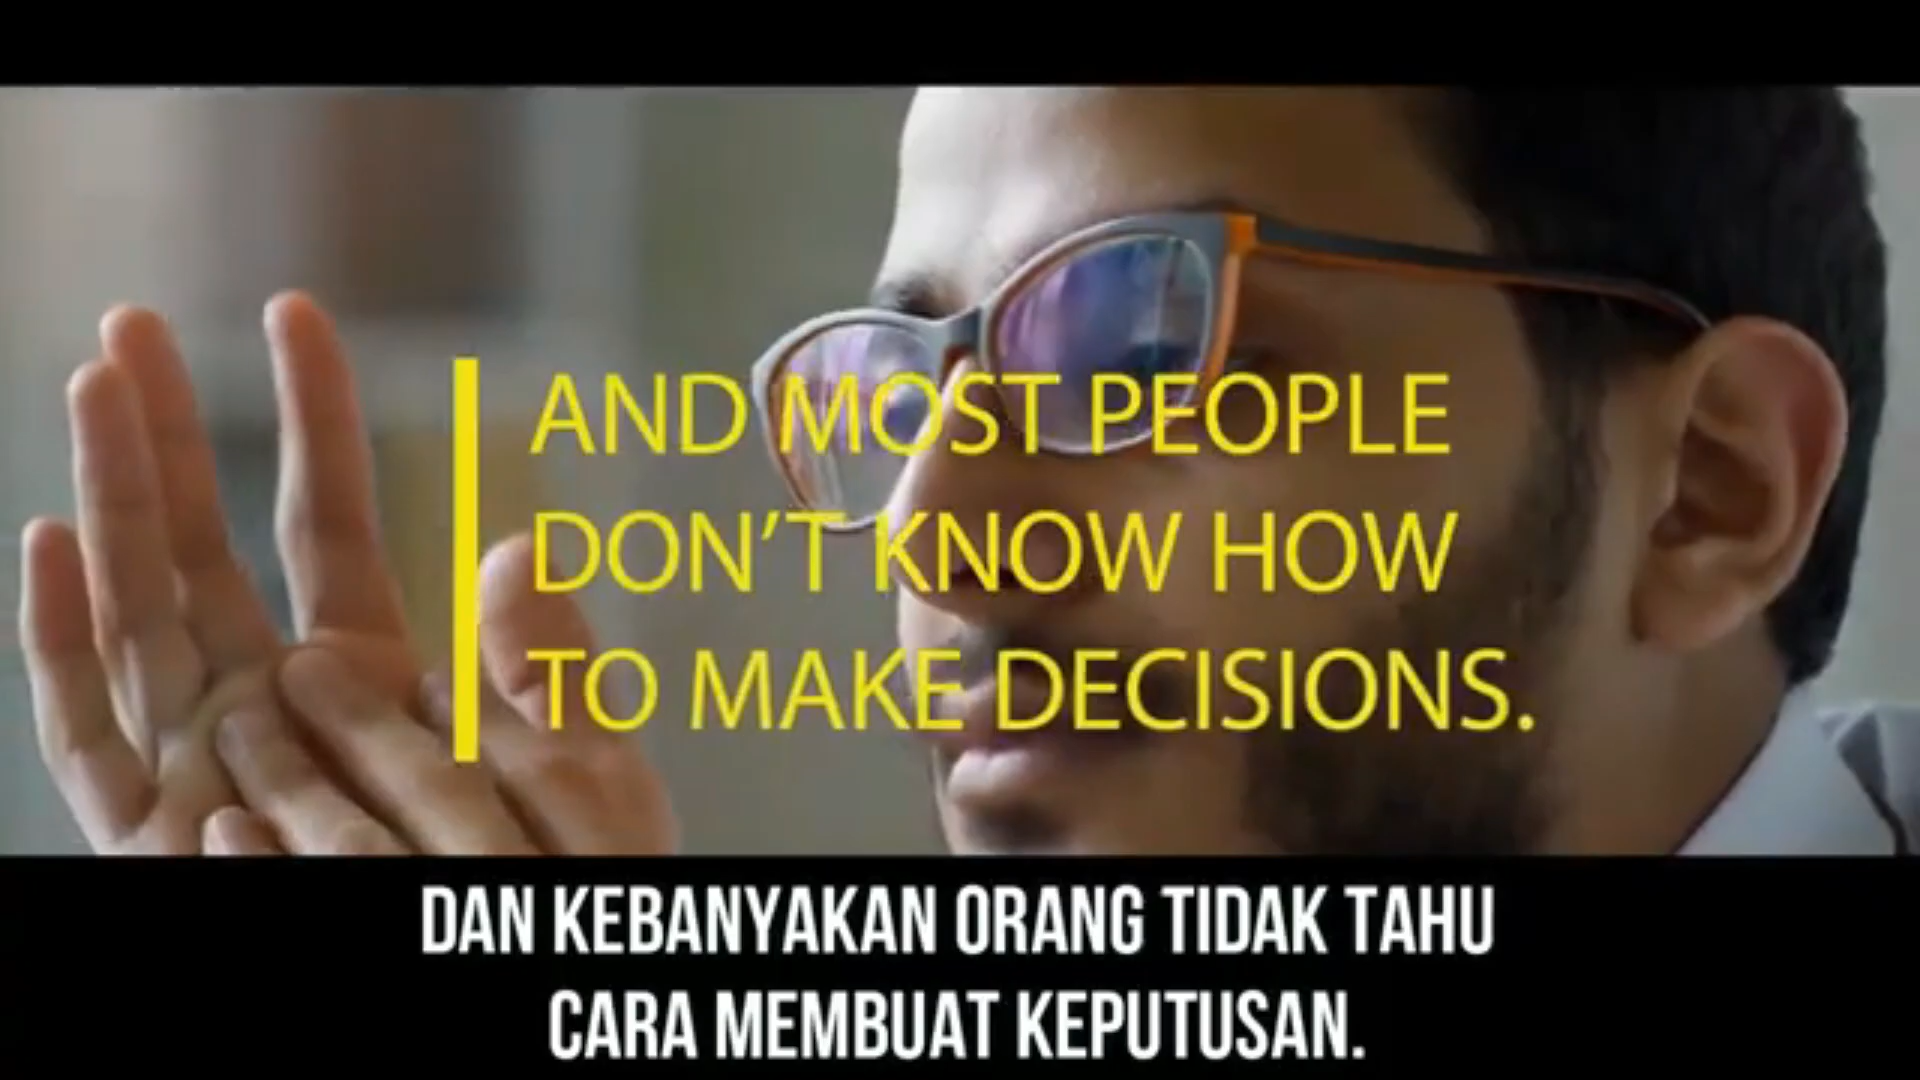 AND MOST PEOPLE
DON'T KNOW HOW
TO MAKE DECISIONS.
DAN KEBANYAKAN ORANG TIDAK TAHU
CARA MEMBUAT KEPUTUSAN.